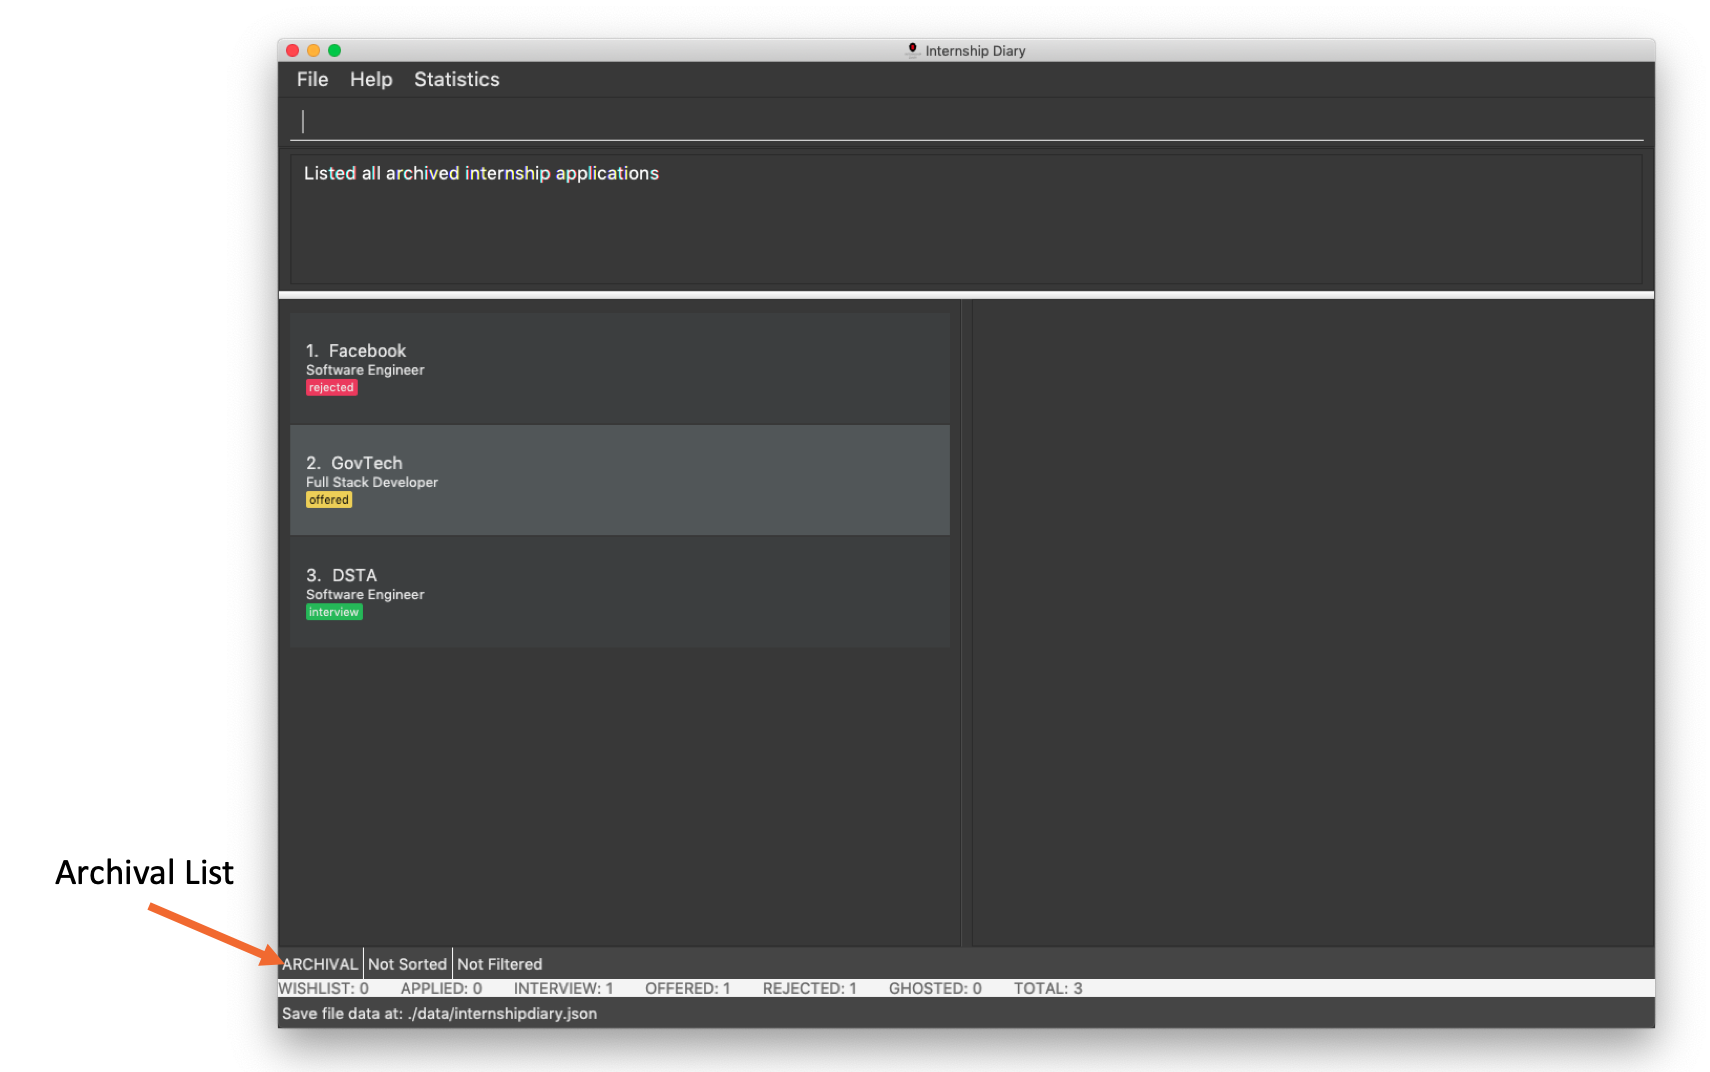 Internship Diary
File Help Statistics
Listed all archived internship applications
1. Facebook
Software Engineer
rejected
2. GovTech
Full Stack Developer
offered
3. DSTA
Software Engineer
interview
Archival List
ARCHIVAL Not Sorted Not Filtered
WISHLIST: 0 APPLIED: 0 INTERVIEW: 1 OFFERED: 1 REJECTED: 1 GHOSTED: 0 TOTAL: 3
Save file data at: ./data/internshipdiary.json